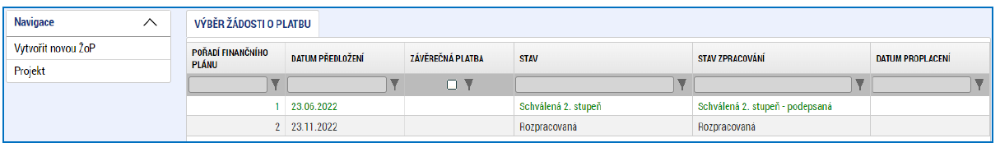 Navigace
Vytvořit novou ŽoP
Projekt
VÝBĚR ŽÁDOSTI O PLATBU
POŘADÍ FINANČNÍHO PLÁNU DATUM PŘEDLOŽENÍ ZÁVĚREČNÁ PLATBA STAV STAV ZPRACOVÁNÍ DATUM PROPLACENÍ
1 23.06.2022 Schválená 2. stupeň Schválená 2. stupeň - podepsaná
2 23.11.2022 Rozpracovaná Rozpracovaná